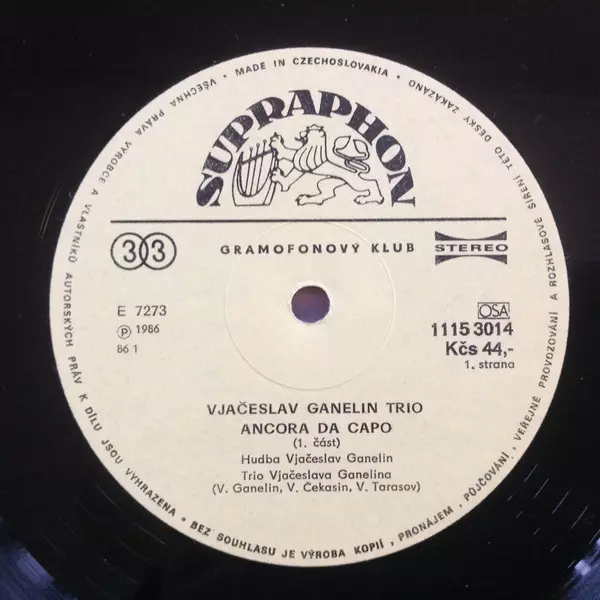 • MADE IN CZECHOSLOVAKIA •
VŠECHNA PRÁVA VÝROBCE A VLASTNÍKŮ AUTORSKÝCH PRÁV K DÍLU JSOU VYHRAZENA • BEZ SOUHLASU JE VÝROBA KOPIÍ, PRONÁJEM, PŮJČOVÁNÍ, VEŘEJNÉ PROVOZOVÁNÍ A ROZHLASOVÉ ŠÍŘENÍ TÉTO DESKY ZAKÁZÁNO
SUPRAPHON
33
GRAMOFONOVÝ KLUB
STEREO
E 7273
Ⓟ 1986
86 1
OSA
1115 3014
Kčs 44,-
1. strana
VJAČESLAV GANELIN TRIO
ANCORA DA CAPO
(1. část)
Hudba Vjačeslav Ganelin
Trio Vjačeslava Ganelina
(V. Ganelin, V. Čekasin, V. Tarasov)